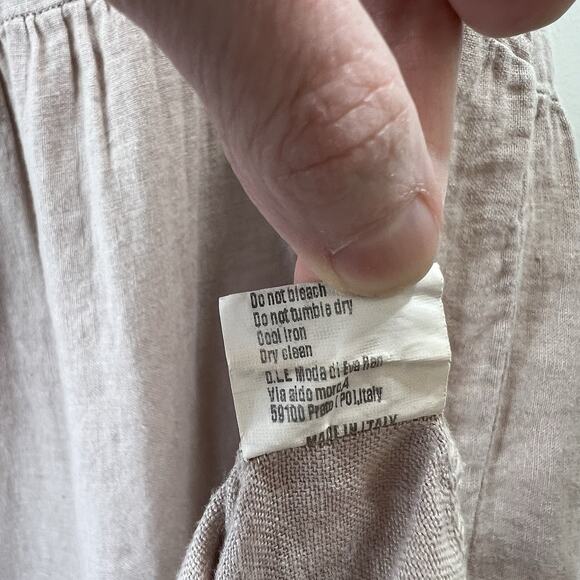 Do not bleach
Do not tumble dry
Cool iron
Dry clean
D.L.E Moda di Eva Ran
Via aldo moro,4
59100 Prato (PO),Italy
MADE IN ITALY